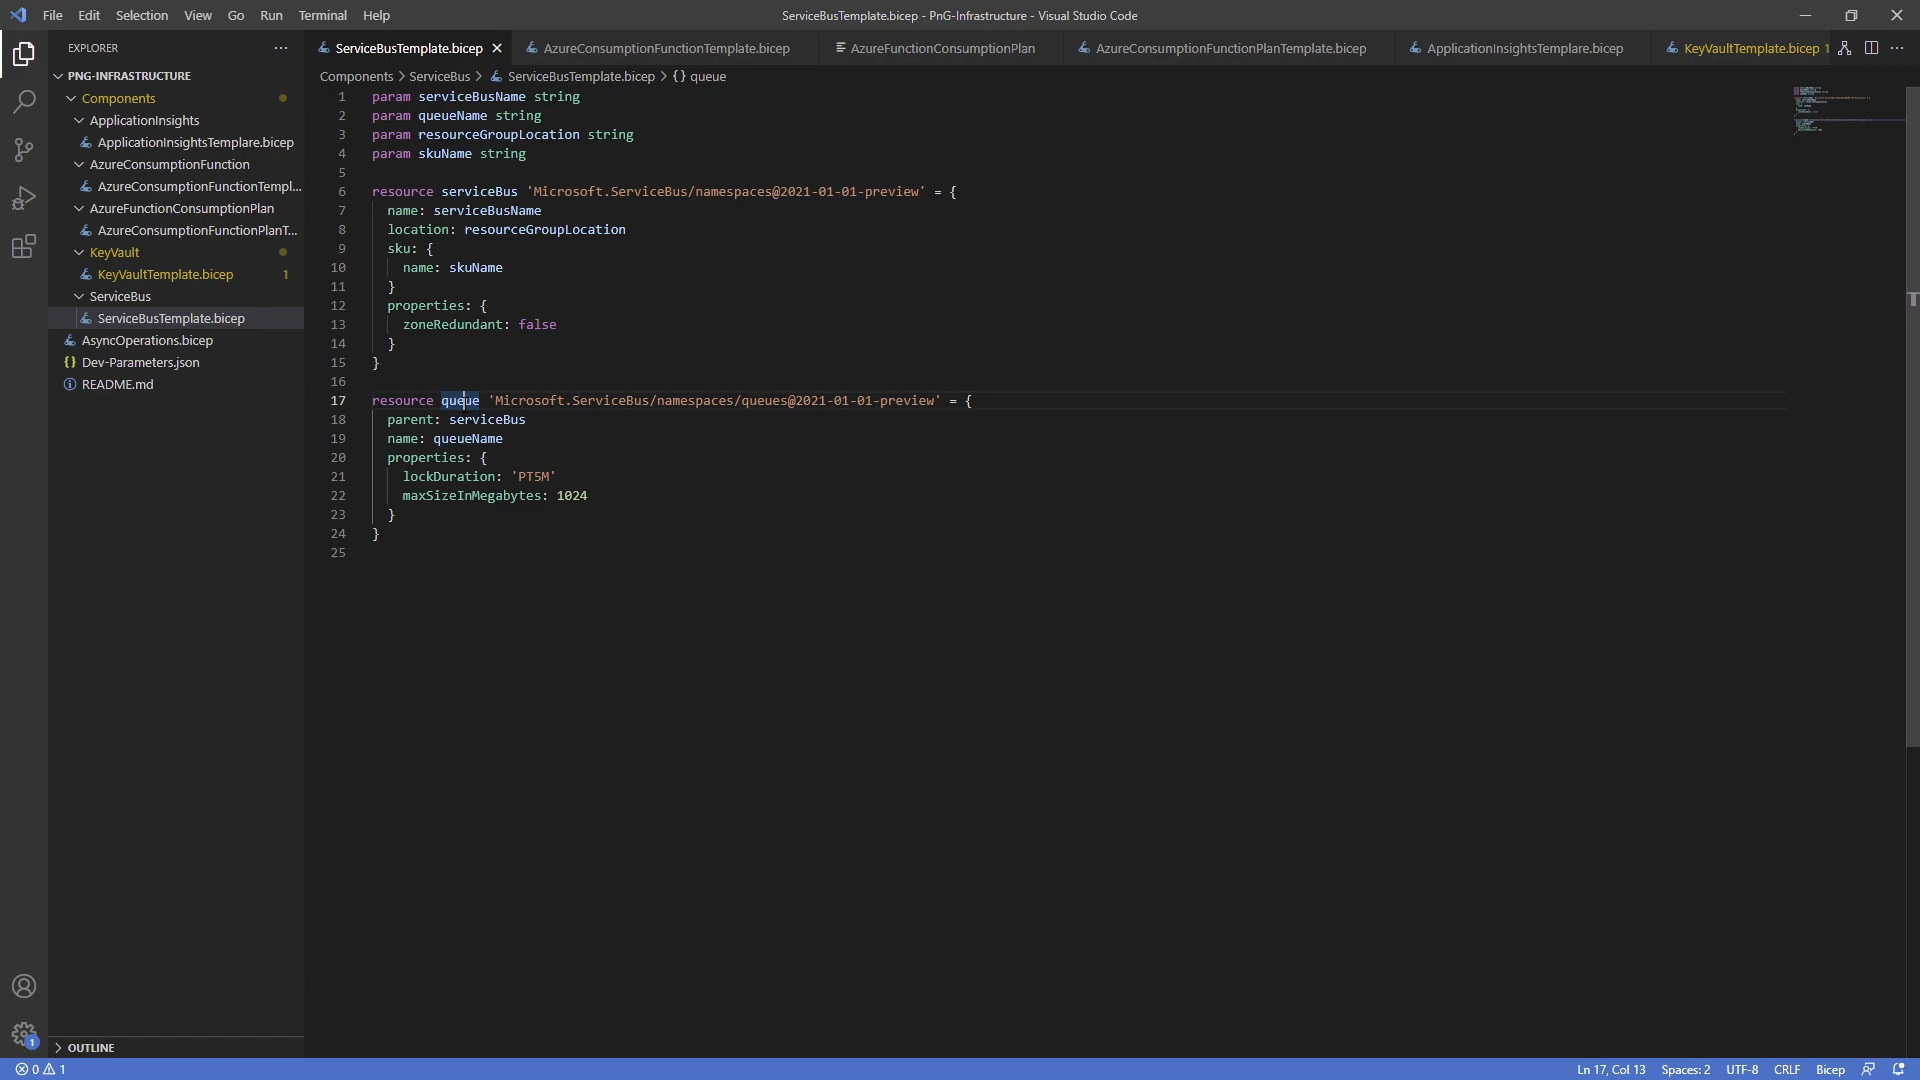 File Edit Selection View Go Run Terminal Help
ServiceBusTemplate.bicep - PnG-Infrastructure - Visual Studio Code
EXPLORER
PNG-INFRASTRUCTURE
Components
ApplicationInsights
ApplicationInsightsTemplare.bicep
AzureConsumptionFunction
AzureConsumptionFunctionTempl...
AzureFunctionConsumptionPlan
AzureConsumptionFunctionPlanT...
KeyVault
KeyVaultTemplate.bicep 1
ServiceBus
ServiceBusTemplate.bicep
AsyncOperations.bicep
Dev-Parameters.json
README.md
OUTLINE
ServiceBusTemplate.bicep AzureConsumptionFunctionTemplate.bicep AzureFunctionConsumptionPlan AzureConsumptionFunctionPlanTemplate.bicep ApplicationInsightsTemplare.bicep KeyVaultTemplate.bicep 1
Components > ServiceBus > ServiceBusTemplate.bicep > {} queue
1 param serviceBusName string
2 param queueName string
3 param resourceGroupLocation string
4 param skuName string
5
6 resource serviceBus 'Microsoft.ServiceBus/namespaces@2021-01-01-preview' = {
7 name: serviceBusName
8 location: resourceGroupLocation
9 sku: {
10 name: skuName
11 }
12 properties: {
13 zoneRedundant: false
14 }
15 }
16
17 resource queue 'Microsoft.ServiceBus/namespaces/queues@2021-01-01-preview' = {
18 parent: serviceBus
19 name: queueName
20 properties: {
21 lockDuration: 'PT5M'
22 maxSizeInMegabytes: 1024
23 }
24 }
25
1
0 1
Ln 17, Col 13 Spaces: 2 UTF-8 CRLF Bicep